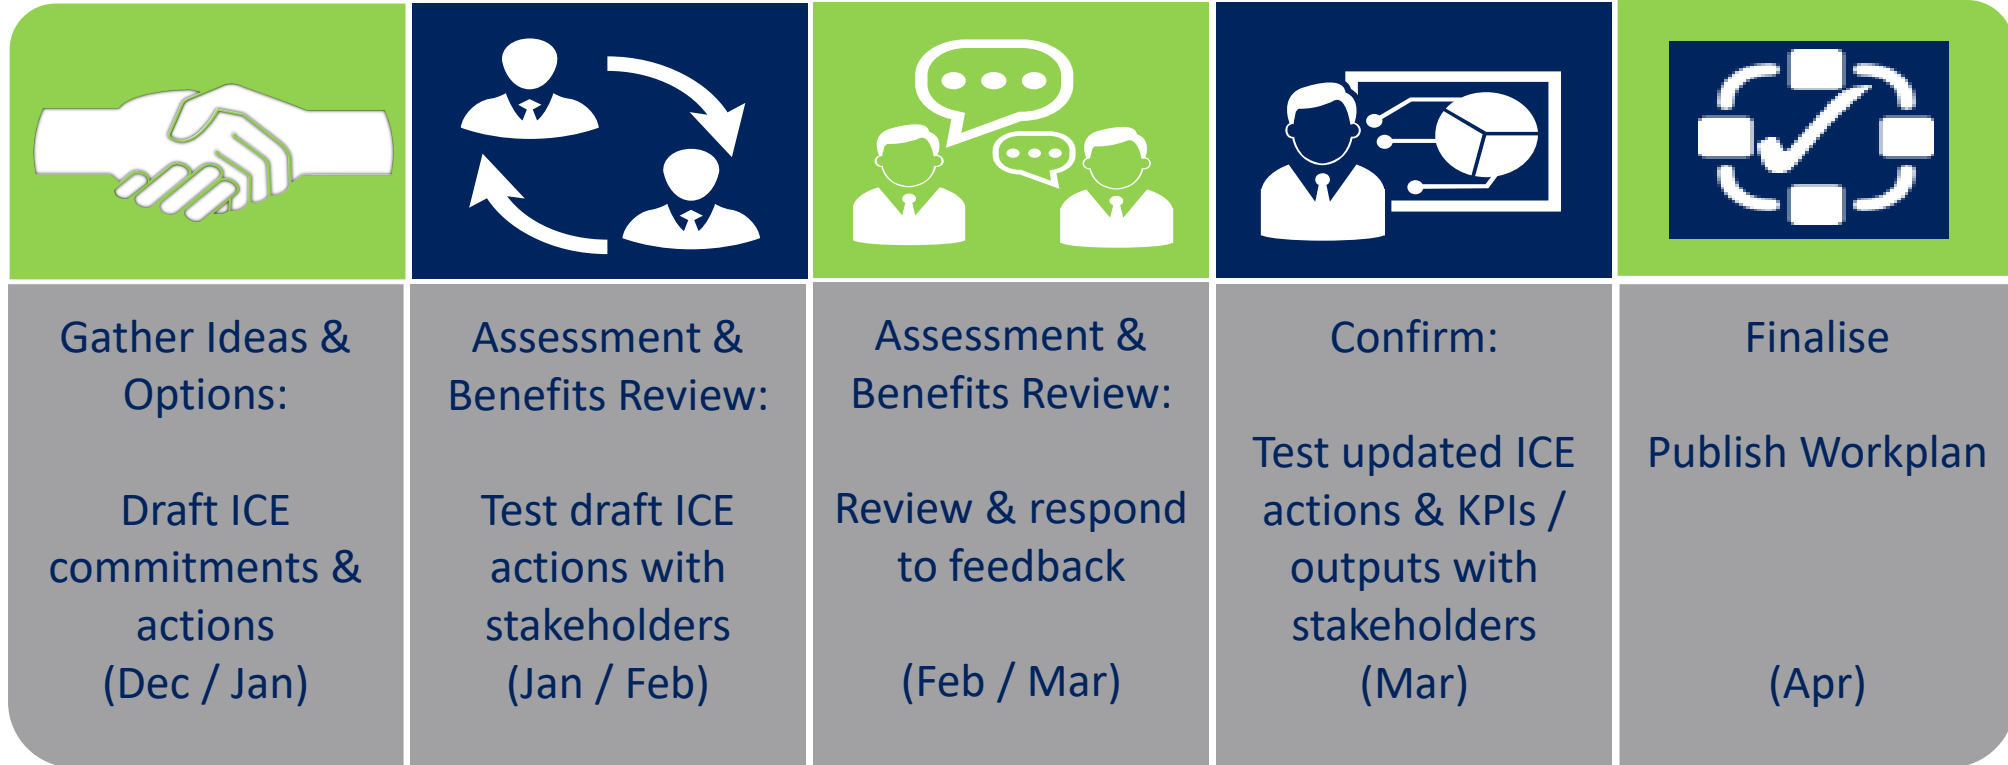 Gather Ideas &
Options:
Draft ICE
commitments &
actions
(Dec / Jan)
Assessment &
Benefits Review:
Test draft ICE
actions with
stakeholders
(Jan / Feb)
Assessment &
Benefits Review:
Review & respond
to feedback
(Feb / Mar)
Confirm:
Test updated ICE
actions & KPIs /
outputs with
stakeholders
(Mar)
Finalise
Publish Workplan
(Apr)